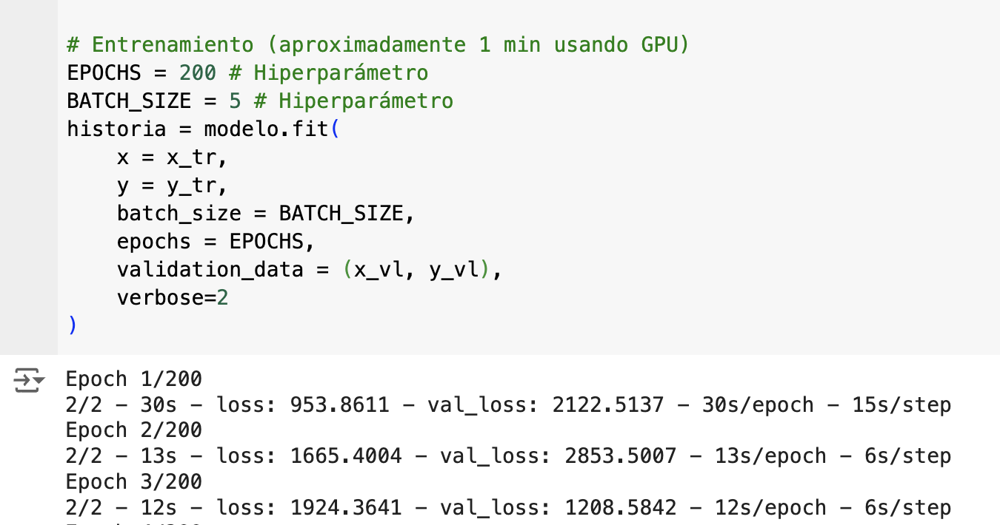 # Entrenamiento (aproximadamente 1 min usando GPU)
EPOCHS = 200 # Hiperparámetro
BATCH_SIZE = 5 # Hiperparámetro
historia = modelo.fit(
    x = x_tr,
    y = y_tr,
    batch_size = BATCH_SIZE,
    epochs = EPOCHS,
    validation_data = (x_vl, y_vl),
    verbose=2
)
Epoch 1/200
2/2 - 30s - loss: 953.8611 - val_loss: 2122.5137 - 30s/epoch - 15s/step
Epoch 2/200
2/2 - 13s - loss: 1665.4004 - val_loss: 2853.5007 - 13s/epoch - 6s/step
Epoch 3/200
2/2 - 12s - loss: 1924.3641 - val_loss: 1208.5842 - 12s/epoch - 6s/step